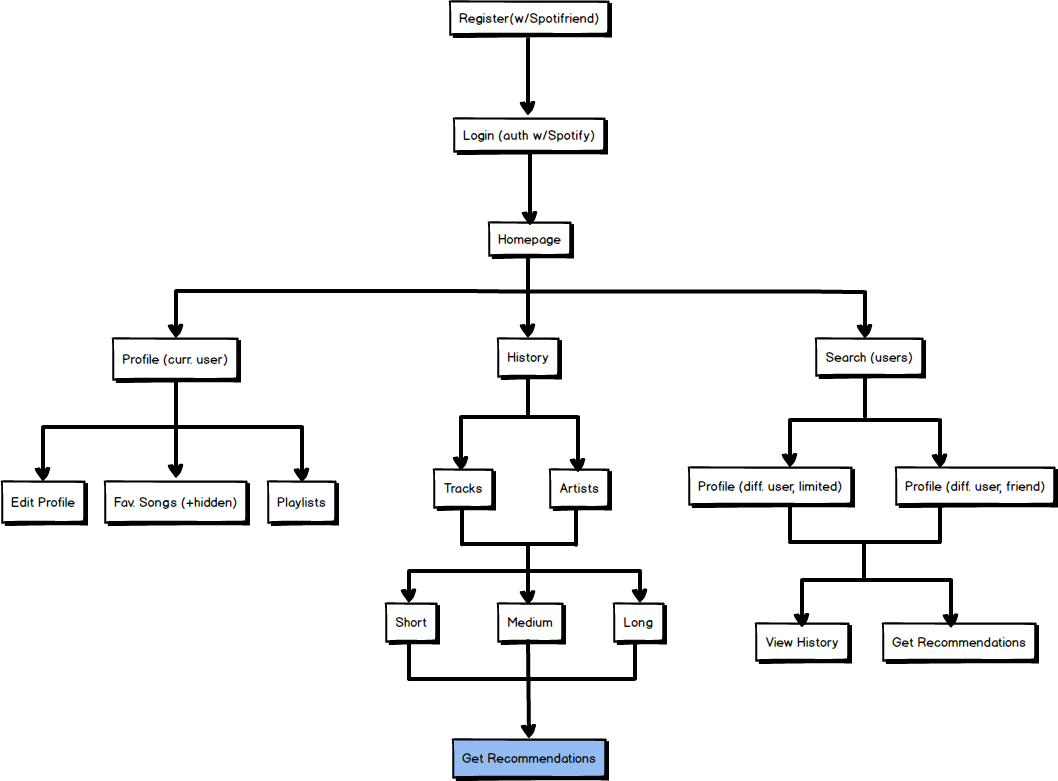 Register(w/Spotifriend)
Login (auth w/Spotify)
Homepage
Profile (curr. user)
History
Search (users)
Edit Profile
Fav. Songs (+hidden)
Playlists
Tracks
Artists
Profile (diff. user, limited)
Profile (diff. user, friend)
Short
Medium
Long
View History
Get Recommendations
Get Recommendations